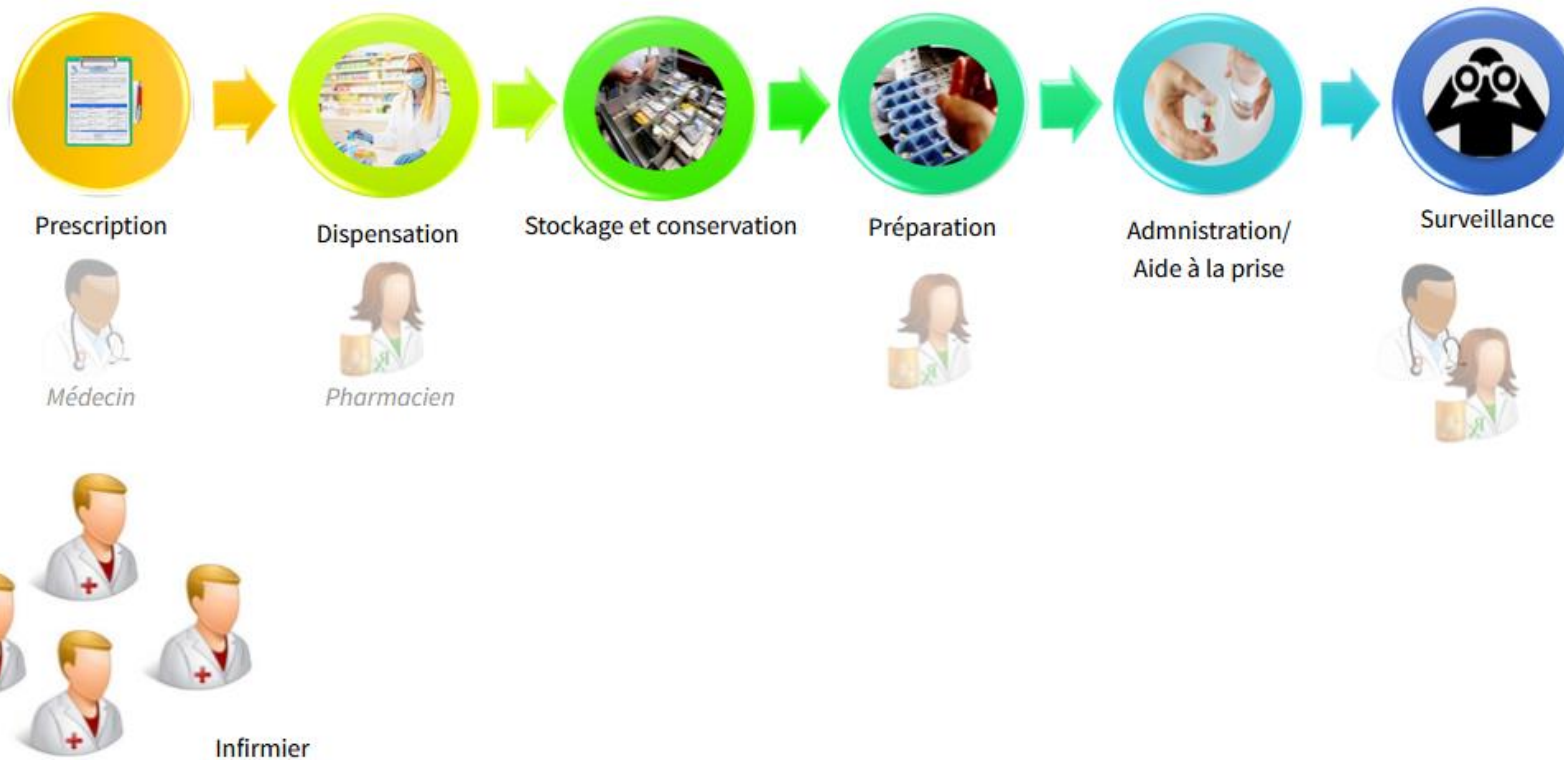 Prescription
Dispensation
Stockage et conservation
Préparation
Admnistration/
Aide à la prise
Surveillance
Médecin
Pharmacien
Infirmier